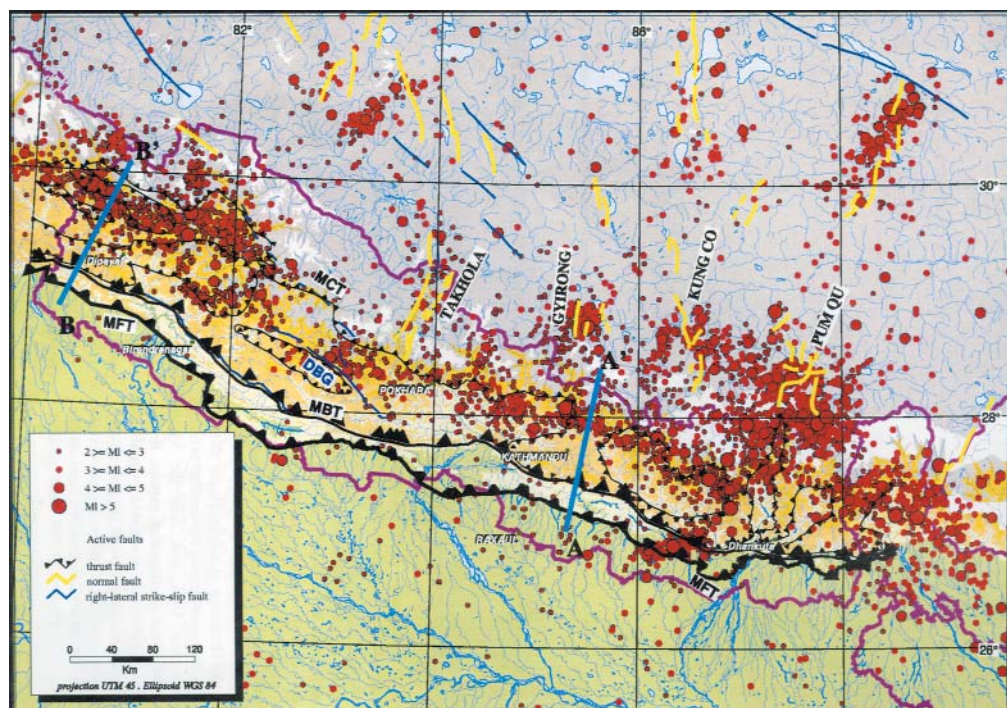 82°
86°
B'
30°
MCT
TAKHOLA
G'YIRONG
KUNG CO
PUM QU
Dipayal
B
MFT
Birendranagar
DBG
POKHARA
A'
MBT
28°
KATHMANDU
RAXAUL
A
Dhankuta
MFT
26°
2 >= Ml <= 3
3 >= Ml <= 4
4 >= Ml <= 5
Ml > 5
Active faults
thrust fault
normal fault
right-lateral strike-slip fault
0 40 80 120
Km
projection UTM 45 . Ellipsoid WGS 84